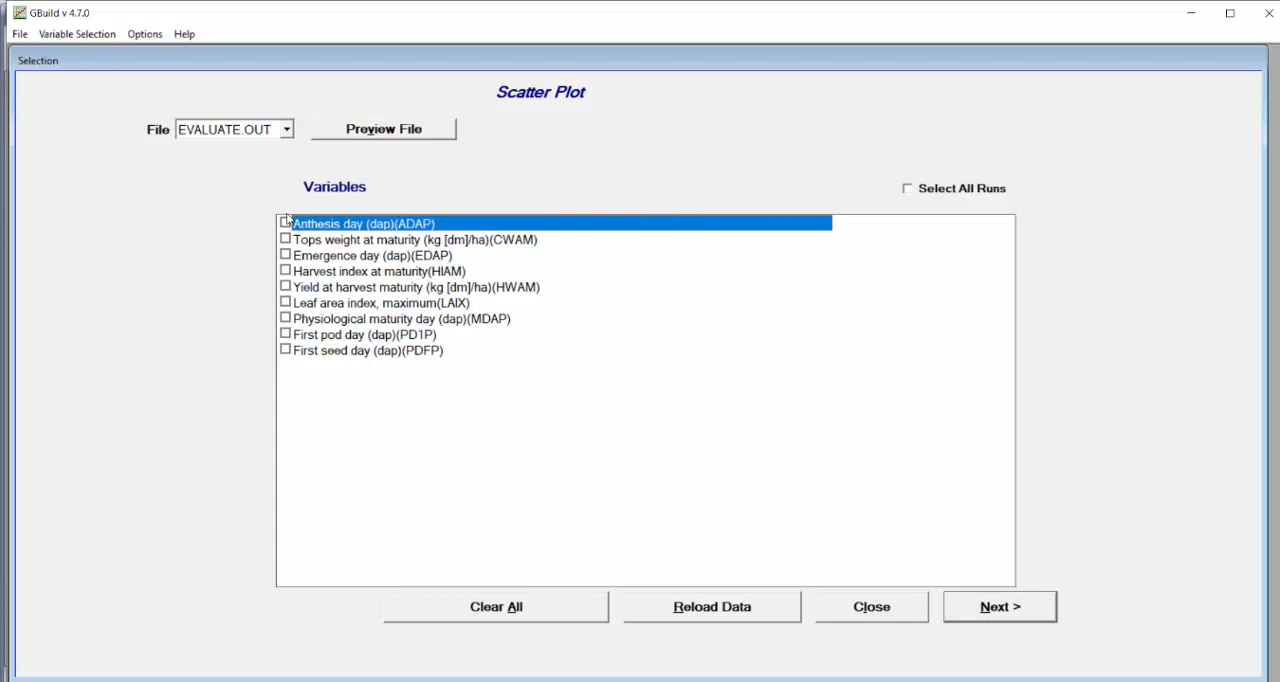 GBuild v 4.7.0
File Variable Selection Options Help
Selection
Scatter Plot
File EVALUATE.OUT Preview File
Variables
Select All Runs
Anthesis day (dap)(ADAP)
Tops weight at maturity (kg [dm]/ha)(CWAM)
Emergence day (dap)(EDAP)
Harvest index at maturity(HIAM)
Yield at harvest maturity (kg [dm]/ha)(HWAM)
Leaf area index, maximum(LAIX)
Physiological maturity day (dap)(MDAP)
First pod day (dap)(PD1P)
First seed day (dap)(PDFP)
Clear All Reload Data Close Next >